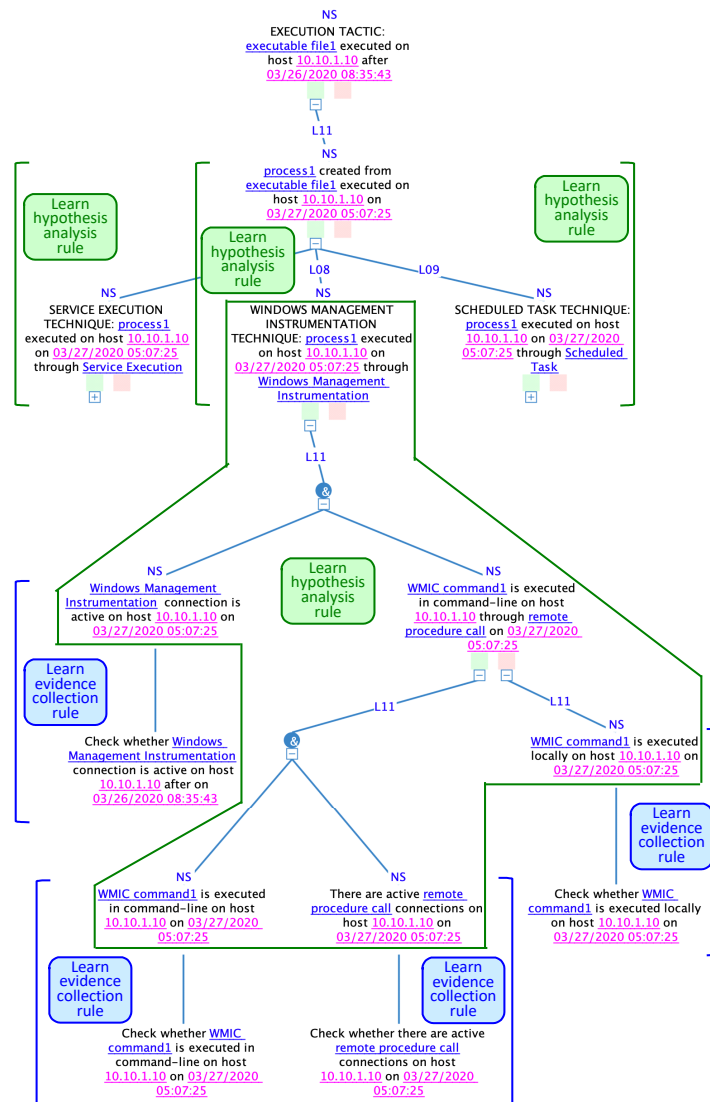 NS
EXECUTION TACTIC:
executable file1 executed on
host 10.10.1.10 after
03/26/2020 08:35:43
L11
NS
process1 created from
executable file1 executed on
host 10.10.1.10 on
03/27/2020 05:07:25
Learn
hypothesis
analysis
rule
Learn
hypothesis
analysis
rule
Learn
hypothesis
analysis
rule
L08
L09
NS
SERVICE EXECUTION
TECHNIQUE: process1
executed on host 10.10.1.10
on 03/27/2020 05:07:25
through Service Execution
NS
WINDOWS MANAGEMENT
INSTRUMENTATION
TECHNIQUE: process1 executed
on host 10.10.1.10 on
03/27/2020 05:07:25 through
Windows Management
Instrumentation
NS
SCHEDULED TASK TECHNIQUE:
process1 executed on host
10.10.1.10 on 03/27/2020
05:07:25 through Scheduled
Task
L11
&
NS
Windows Management
Instrumentation connection is
active on host 10.10.1.10 on
03/27/2020 05:07:25
Learn
hypothesis
analysis
rule
NS
WMIC command1 is executed
in command-line on host
10.10.1.10 through remote
procedure call on 03/27/2020
05:07:25
Learn
evidence
collection
rule
L11
L11
Check whether Windows
Management Instrumentation
connection is active on host
10.10.1.10 after on
03/26/2020 08:35:43
&
NS
WMIC command1 is executed
locally on host 10.10.1.10 on
03/27/2020 05:07:25
Learn
evidence
collection
rule
NS
WMIC command1 is executed
in command-line on host
10.10.1.10 on 03/27/2020
05:07:25
NS
There are active remote
procedure call connections on
host 10.10.1.10 on
03/27/2020 05:07:25
Check whether WMIC
command1 is executed locally
on host 10.10.1.10 on
03/27/2020 05:07:25
Learn
evidence
collection
rule
Learn
evidence
collection
rule
Check whether WMIC
command1 is executed in
command-line on host
10.10.1.10 on 03/27/2020
05:07:25
Check whether there are active
remote procedure call
connections on host
10.10.1.10 on 03/27/2020
05:07:25